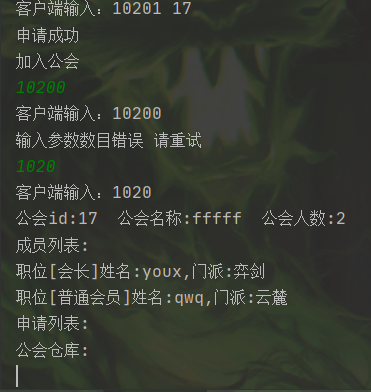 客户端输入：10201 17
申请成功
加入公会
10200
客户端输入：10200
输入参数数目错误 请重试
1020
客户端输入：1020
公会id:17  公会名称:fffff  公会人数:2
成员列表:
职位[会长]姓名:youx,门派:弈剑
职位[普通会员]姓名:qwq,门派:云麓
申请列表:
公会仓库: